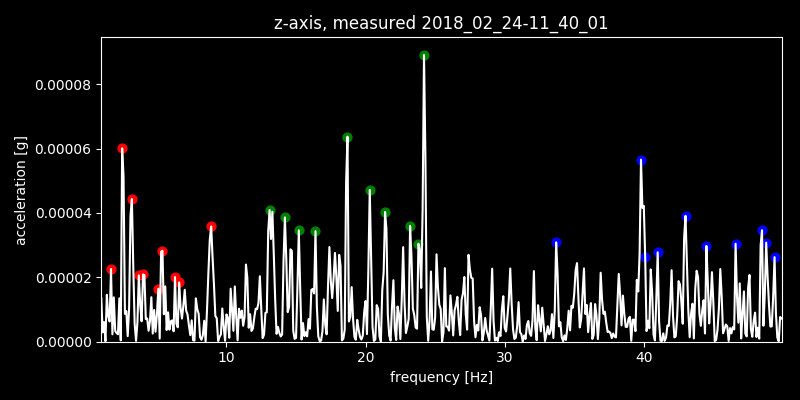 z-axis, measured 2018_02_24-11_40_01
0.00008
0.00006
0.00004
0.00002
0.00000
acceleration [g]
10 20 30 40
frequency [Hz]